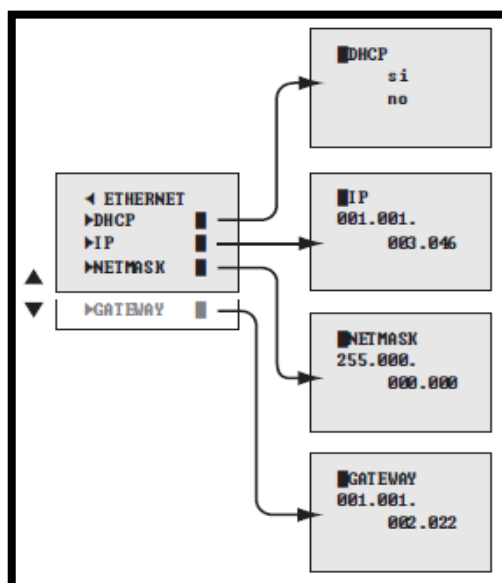 ◀ ETHERNET
▶DHCP
▶IP
▶NETMASK
▶GATEWAY
DHCP
si
no
IP
001.001.
003.046
NETMASK
255.000.
000.000
GATEWAY
001.001.
002.022